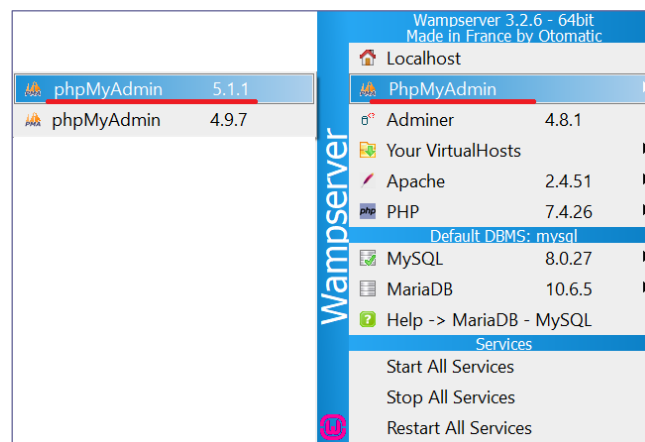 phpMyAdmin 5.1.1
phpMyAdmin 4.9.7
Wampserver
Wampserver 3.2.6 - 64bit
Made in France by Otomatic
Localhost
PhpMyAdmin
Adminer 4.8.1
Your VirtualHosts
Apache 2.4.51
php PHP 7.4.26
Default DBMS: mysql
MySQL 8.0.27
MariaDB 10.6.5
Help -> MariaDB - MySQL
Services
Start All Services
Stop All Services
Restart All Services